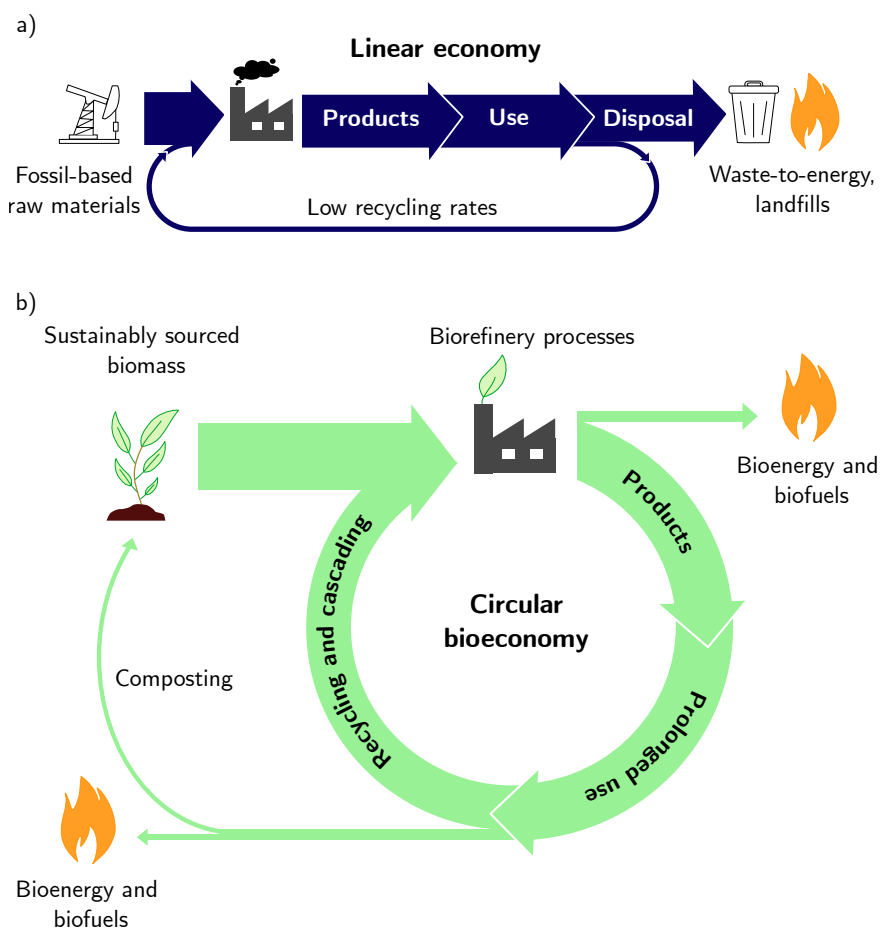 a)
Linear economy
Products
Use
Disposal
Fossil-based
raw materials
Low recycling rates
Waste-to-energy,
landfills
b)
Sustainably sourced
biomass
Biorefinery processes
Bioenergy and
biofuels
Products
Recycling and cascading
Circular
bioeconomy
Composting
Prolonged use
Bioenergy and
biofuels